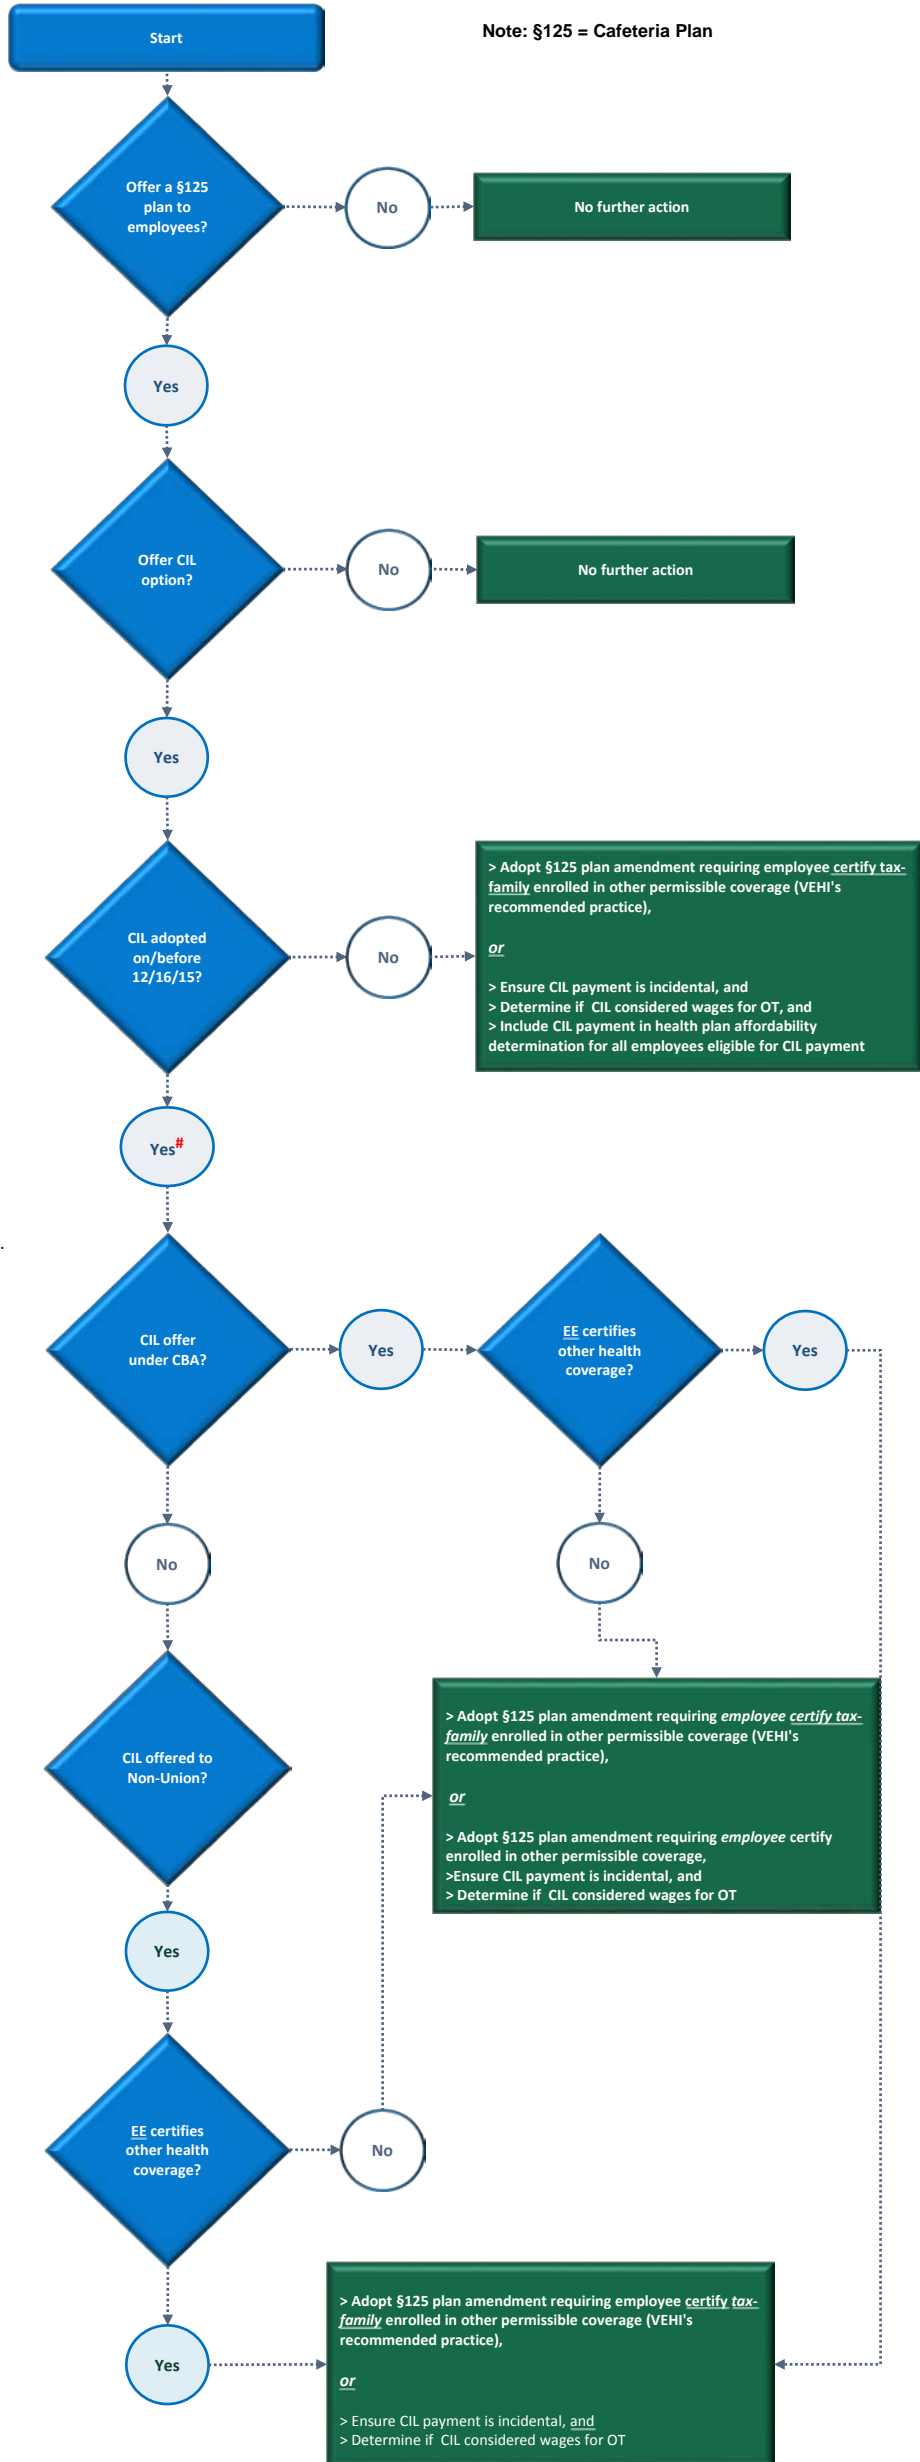 Start
Note: §125 = Cafeteria Plan
Offer a §125
plan to
employees?
No
No further action
Yes
Offer CIL
option?
No
No further action
Yes
CIL adopted
on/before
12/16/15?
No
> Adopt §125 plan amendment requiring employee certify tax-
family enrolled in other permissible coverage (VEHI's
recommended practice),
or
> Ensure CIL payment is incidental, and
> Determine if CIL considered wages for OT, and
> Include CIL payment in health plan affordability
determination for all employees eligible for CIL payment
Yes#
CIL offer
under CBA?
Yes
EE certifies
other health
coverage?
Yes
No
No
CIL offered to
Non-Union?
> Adopt §125 plan amendment requiring employee certify tax-
family enrolled in other permissible coverage (VEHI's
recommended practice),
or
> Adopt §125 plan amendment requiring employee certify
enrolled in other permissible coverage,
>Ensure CIL payment is incidental, and
> Determine if CIL considered wages for OT
Yes
EE certifies
other health
coverage?
No
Yes
> Adopt §125 plan amendment requiring employee certify tax-
family enrolled in other permissible coverage (VEHI's
recommended practice),
or
> Ensure CIL payment is incidental, and
> Determine if CIL considered wages for OT